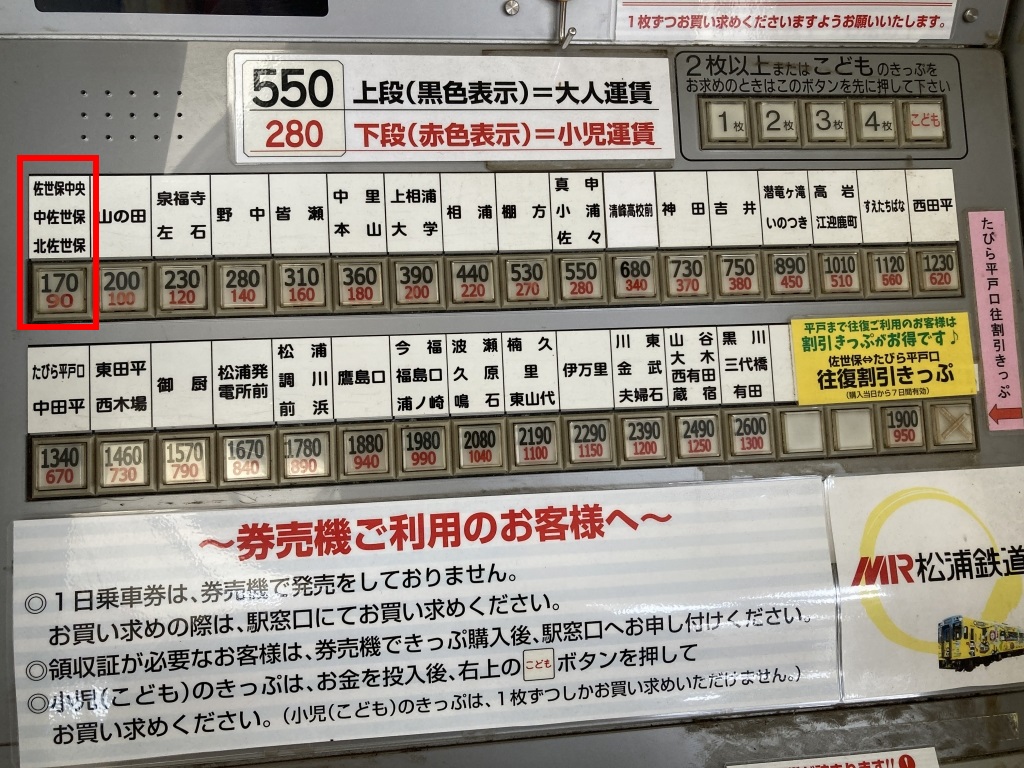 1枚ずつお買い求めくださいますようお願いいたします。
550 上段(黒色表示)=大人運賃
280 下段(赤色表示)=小児運賃
2枚以上またはこどものきっぷを
お求めのときはこのボタンを先に押して下さい
1枚 2枚 3枚 4枚 こども
佐世保中央 中佐世保 北佐世保
170 90
山の田
200 100
泉福寺 左石
230 120
野中
280 140
皆瀬
310 160
中里 本山
360 180
上相浦 大学
390 200
相浦
440 220
棚方
530 270
真申 小浦 佐々
550 280
清峰高校前
680 340
神田
730 370
吉井
750 380
潜竜ヶ滝 いのつき
890 450
高岩 江迎鹿町
1010 510
すえたちばな
1120 560
西田平
1230 620
たびら平戸口往割引きっぷ
たびら平戸口 中田平
1340 670
東田平 西木場
1460 730
御厨
1570 790
松浦発電所前
1670 840
松浦 調川 前浜
1780 890
鷹島口
1880 940
今福 福島口 浦ノ崎
1980 990
波瀬 久原 鳴石
2080 1040
楠久 里 東山代
2190 1100
伊万里
2290 1150
川東 金武 夫婦石
2390 1200
山谷 大木 西有田 蔵宿
2490 1250
黒川 三代橋 有田
2600 1300
平戸まで往復ご利用のお客様は
割引きっぷがお得です♪
佐世保⇔たびら平戸口
往復割引きっぷ
(購入当日から7日間有効)
1900 950
~券売機ご利用のお客様へ~
◎1日乗車券は、券売機で発売をしておりません。
お買い求めの際は、駅窓口にてお買い求めください。
◎領収証が必要なお客様は、券売機できっぷ購入後、駅窓口へお申し付けください。
◎小児(こども)のきっぷは、お金を投入後、右上の こども ボタンを押して
お買い求めください。(小児(こども)のきっぷは、1枚ずつしかお買い求めいただけません。)
MR松浦鉄道